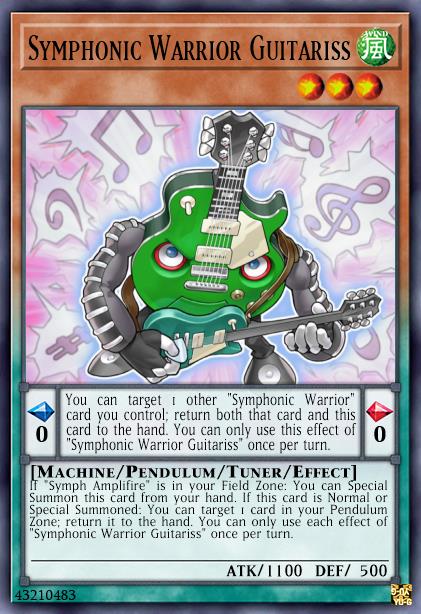 SYMPHONIC WARRIOR GUITARISS
WIND
風
You can target 1 other "Symphonic Warrior"
card you control; return both that card and this
card to the hand. You can only use this effect of
"Symphonic Warrior Guitariss" once per turn.
0
0
[MACHINE/PENDULUM/TUNER/EFFECT]
If "Symph Amplifire" is in your Field Zone: You can Special
Summon this card from your hand. If this card is Normal or
Special Summoned: You can target 1 card in your Pendulum
Zone; return it to the hand. You can only use each effect of
"Symphonic Warrior Guitariss" once per turn.
ATK/1100 DEF/ 500
43210483